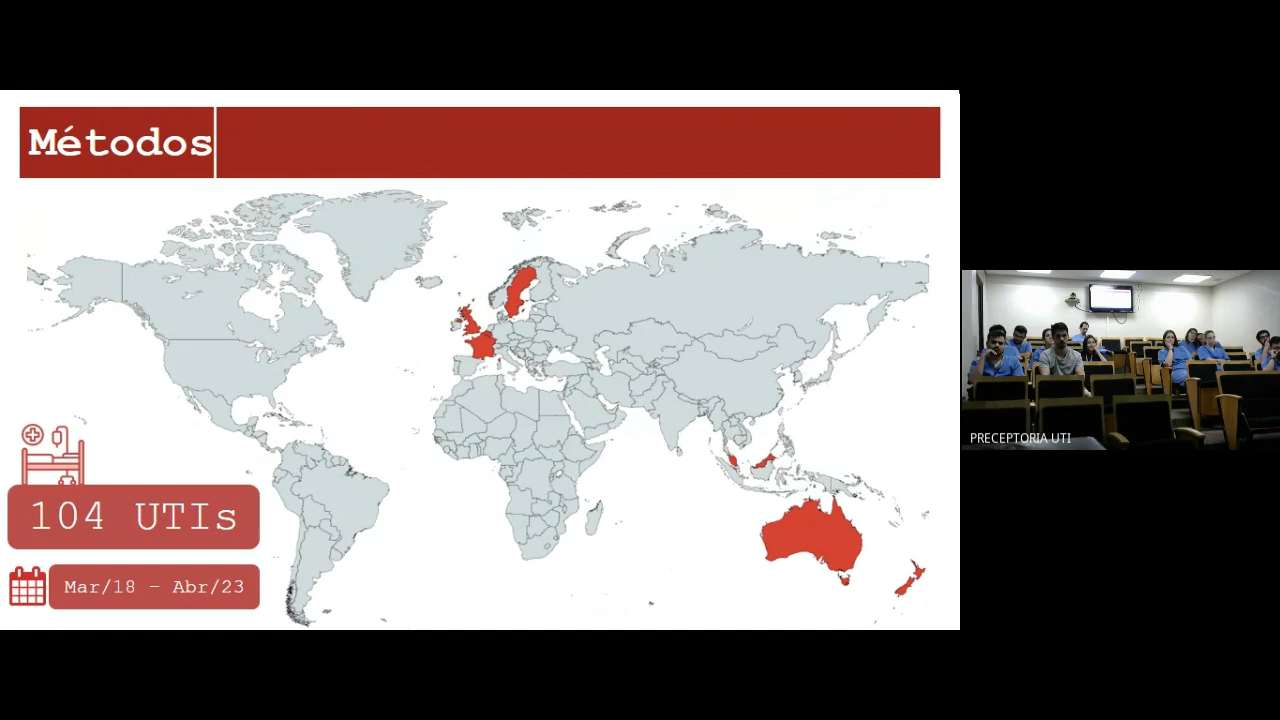 Métodos
104 UTIs
Mar/18 – Abr/23
PRECEPTORIA UTI